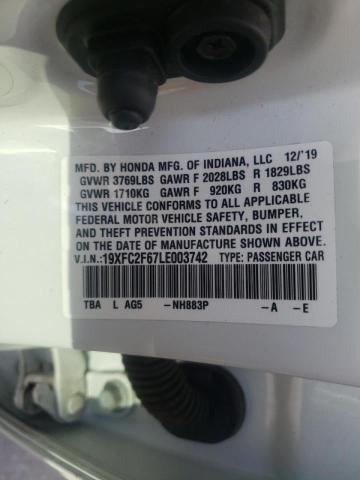 MFD. BY HONDA MFG. OF INDIANA, LLC 12/'19
GVWR 3769LBS GAWR F 2028LBS R 1829LBS
GVWR 1710KG GAWR F 920KG R 830KG
THIS VEHICLE CONFORMS TO ALL APPLICABLE
FEDERAL MOTOR VEHICLE SAFETY, BUMPER,
AND THEFT PREVENTION STANDARDS IN EFFECT
ON THE DATE OF MANUFACTURE SHOWN ABOVE.
V.I.N.: 19XFC2F67LE003742 TYPE: PASSENGER CAR
TBA L AG5 -NH883P -A -E